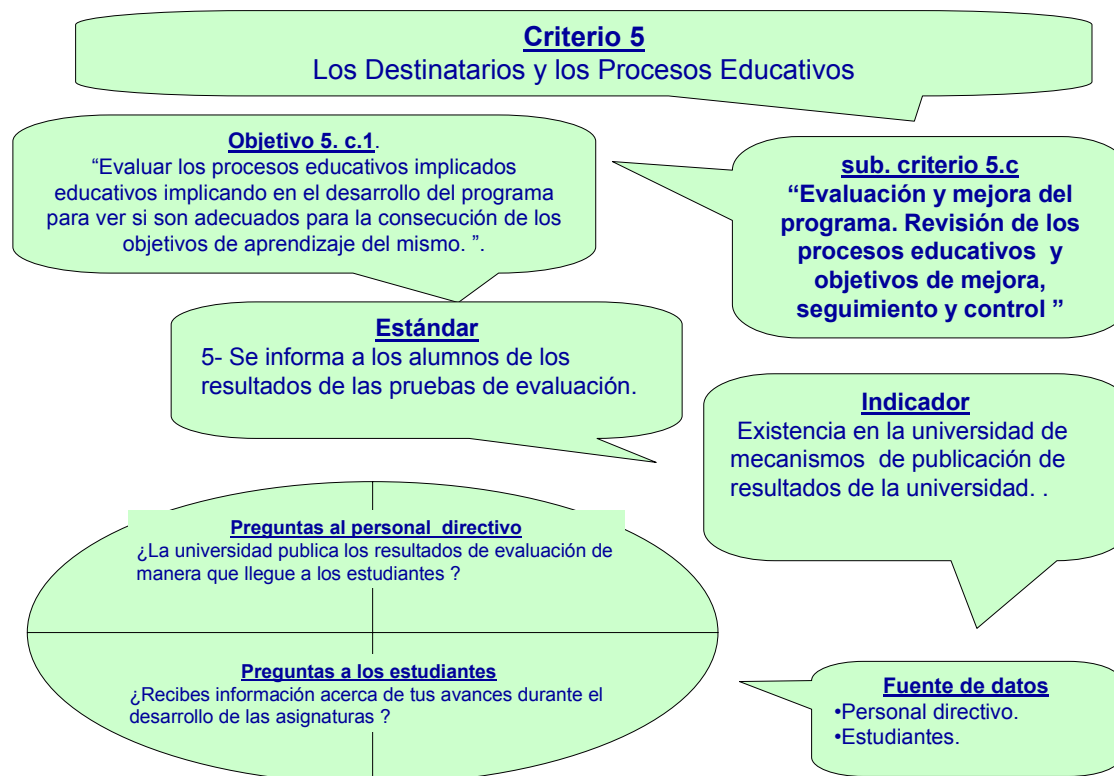 Criterio 5
Los Destinatarios y los Procesos Educativos
Objetivo 5. c.1.
“Evaluar los procesos educativos implicados
educativos implicando en el desarrollo del programa
para ver si son adecuados para la consecución de los
objetivos de aprendizaje del mismo. ”.
sub. criterio 5.c
“Evaluación y mejora del
programa. Revisión de los
procesos educativos y
objetivos de mejora,
seguimiento y control ”
Estándar
5- Se informa a los alumnos de los
resultados de las pruebas de evaluación.
Indicador
Existencia en la universidad de
mecanismos de publicación de
resultados de la universidad. .
Preguntas al personal directivo
¿La universidad publica los resultados de evaluación de
manera que llegue a los estudiantes ?
Preguntas a los estudiantes
¿Recibes información acerca de tus avances durante el
desarrollo de las asignaturas ?
Fuente de datos
•Personal directivo.
•Estudiantes.